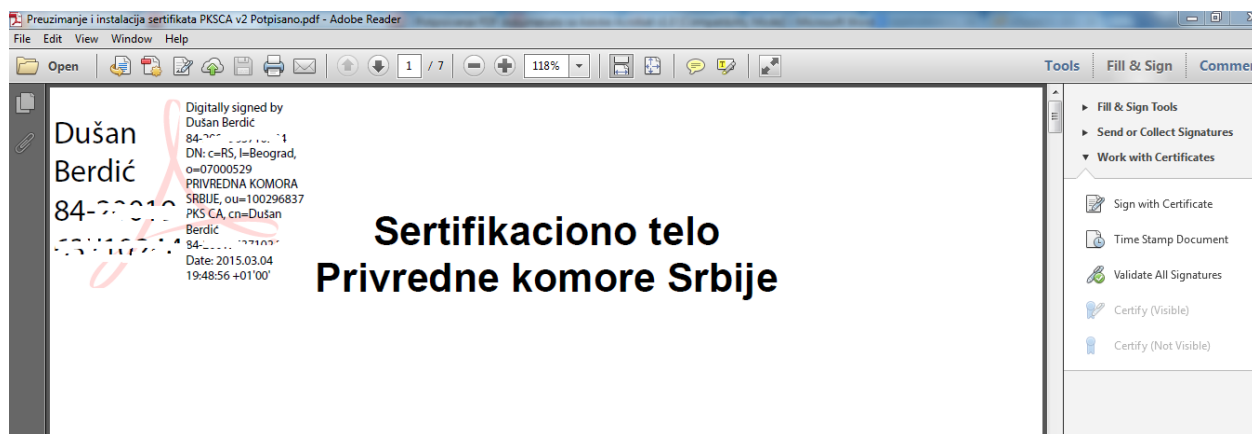 Preuzimanje i instalacija sertifikata PKSCA v2 Potpisano.pdf - Adobe Reader
File Edit View Window Help
Open 1 / 7 118% Tools Fill & Sign Comme
Dušan
Berdić
84-
Digitally signed by
Dušan Berdić
84-
DN: c=RS, l=Beograd,
o=07000529
PRIVREDNA KOMORA
SRBIJE, ou=100296837
PKS CA, cn=Dušan
Berdić
84-
Date: 2015.03.04
19:48:56 +01'00'
Sertifikaciono telo
Privredne komore Srbije
Fill & Sign Tools
Send or Collect Signatures
Work with Certificates
Sign with Certificate
Time Stamp Document
Validate All Signatures
Certify (Visible)
Certify (Not Visible)